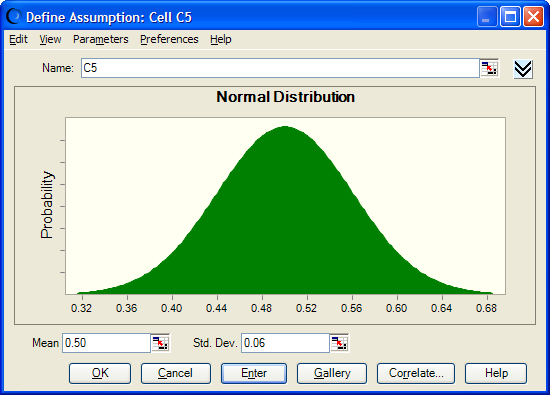 Define Assumption: Cell C5
Edit View Parameters Preferences Help
Name: C5
Normal Distribution
Probability
0.32 0.36 0.40 0.44 0.48 0.52 0.56 0.60 0.64 0.68
Mean 0.50 Std. Dev. 0.06
OK Cancel Enter Gallery Correlate... Help